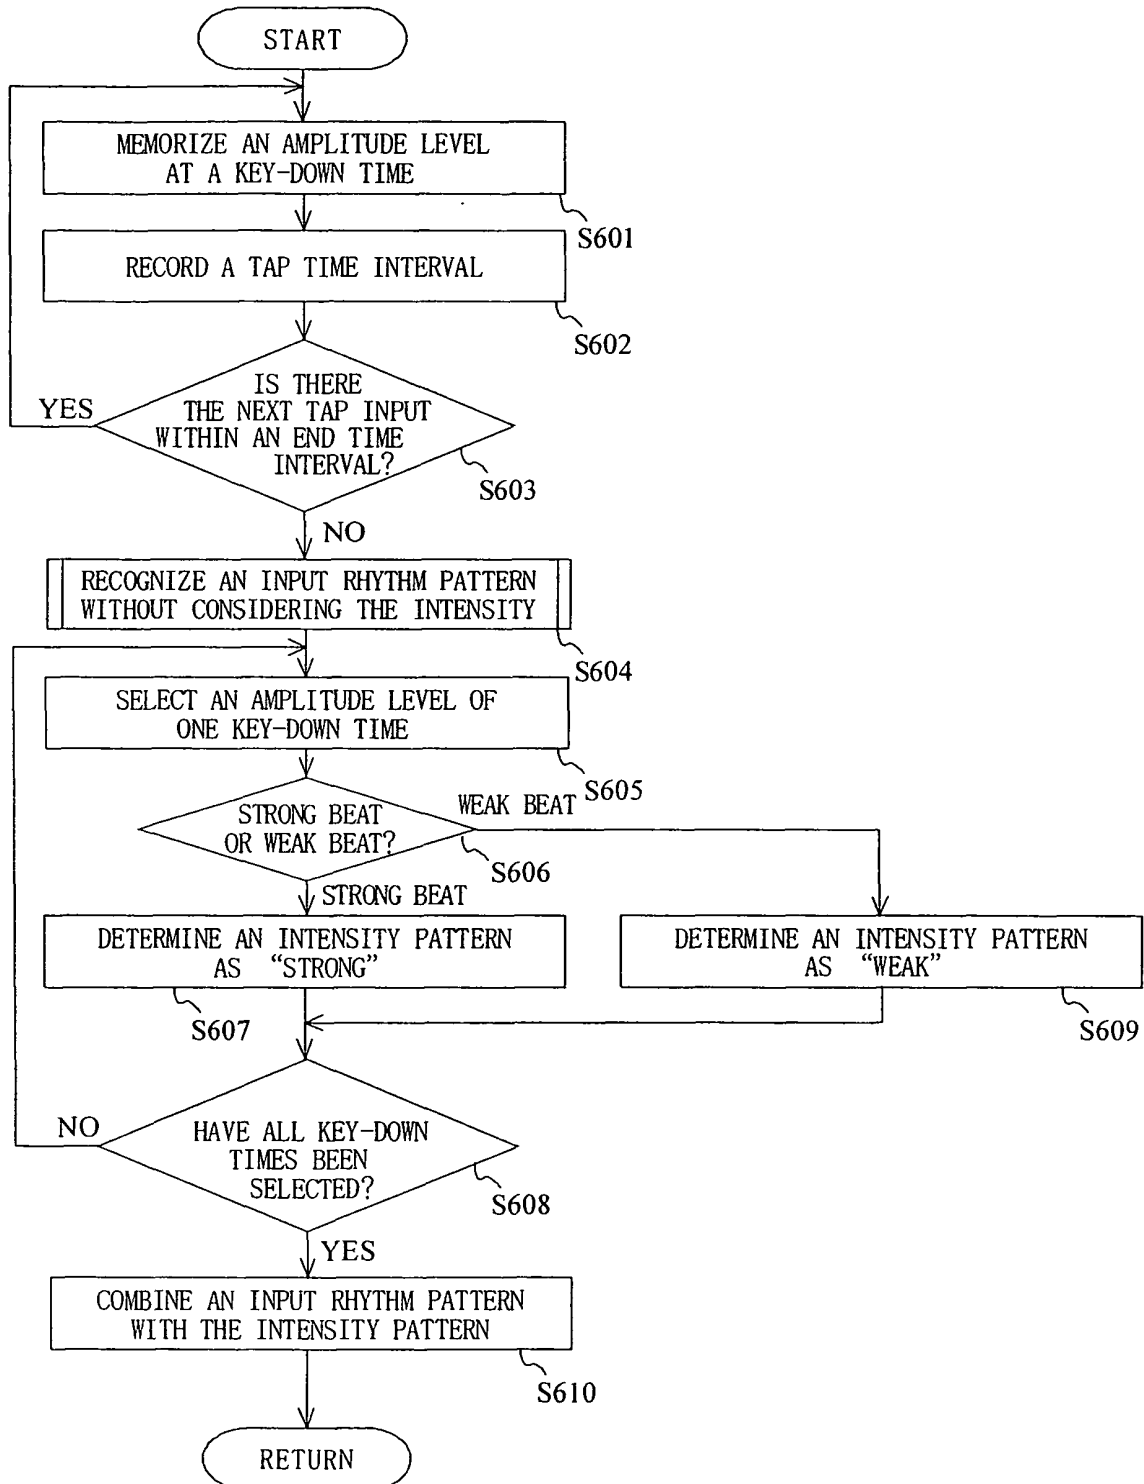 START
MEMORIZE AN AMPLITUDE LEVEL
AT A KEY-DOWN TIME
S601
RECORD A TAP TIME INTERVAL
S602
IS THERE
THE NEXT TAP INPUT
WITHIN AN END TIME
INTERVAL?
YES
S603
NO
RECOGNIZE AN INPUT RHYTHM PATTERN
WITHOUT CONSIDERING THE INTENSITY
S604
SELECT AN AMPLITUDE LEVEL OF
ONE KEY-DOWN TIME
S605
STRONG BEAT
OR WEAK BEAT?
WEAK BEAT
S606
STRONG BEAT
DETERMINE AN INTENSITY PATTERN
AS “STRONG”
S607
DETERMINE AN INTENSITY PATTERN
AS “WEAK”
S609
NO
HAVE ALL KEY-DOWN
TIMES BEEN
SELECTED?
S608
YES
COMBINE AN INPUT RHYTHM PATTERN
WITH THE INTENSITY PATTERN
S610
RETURN